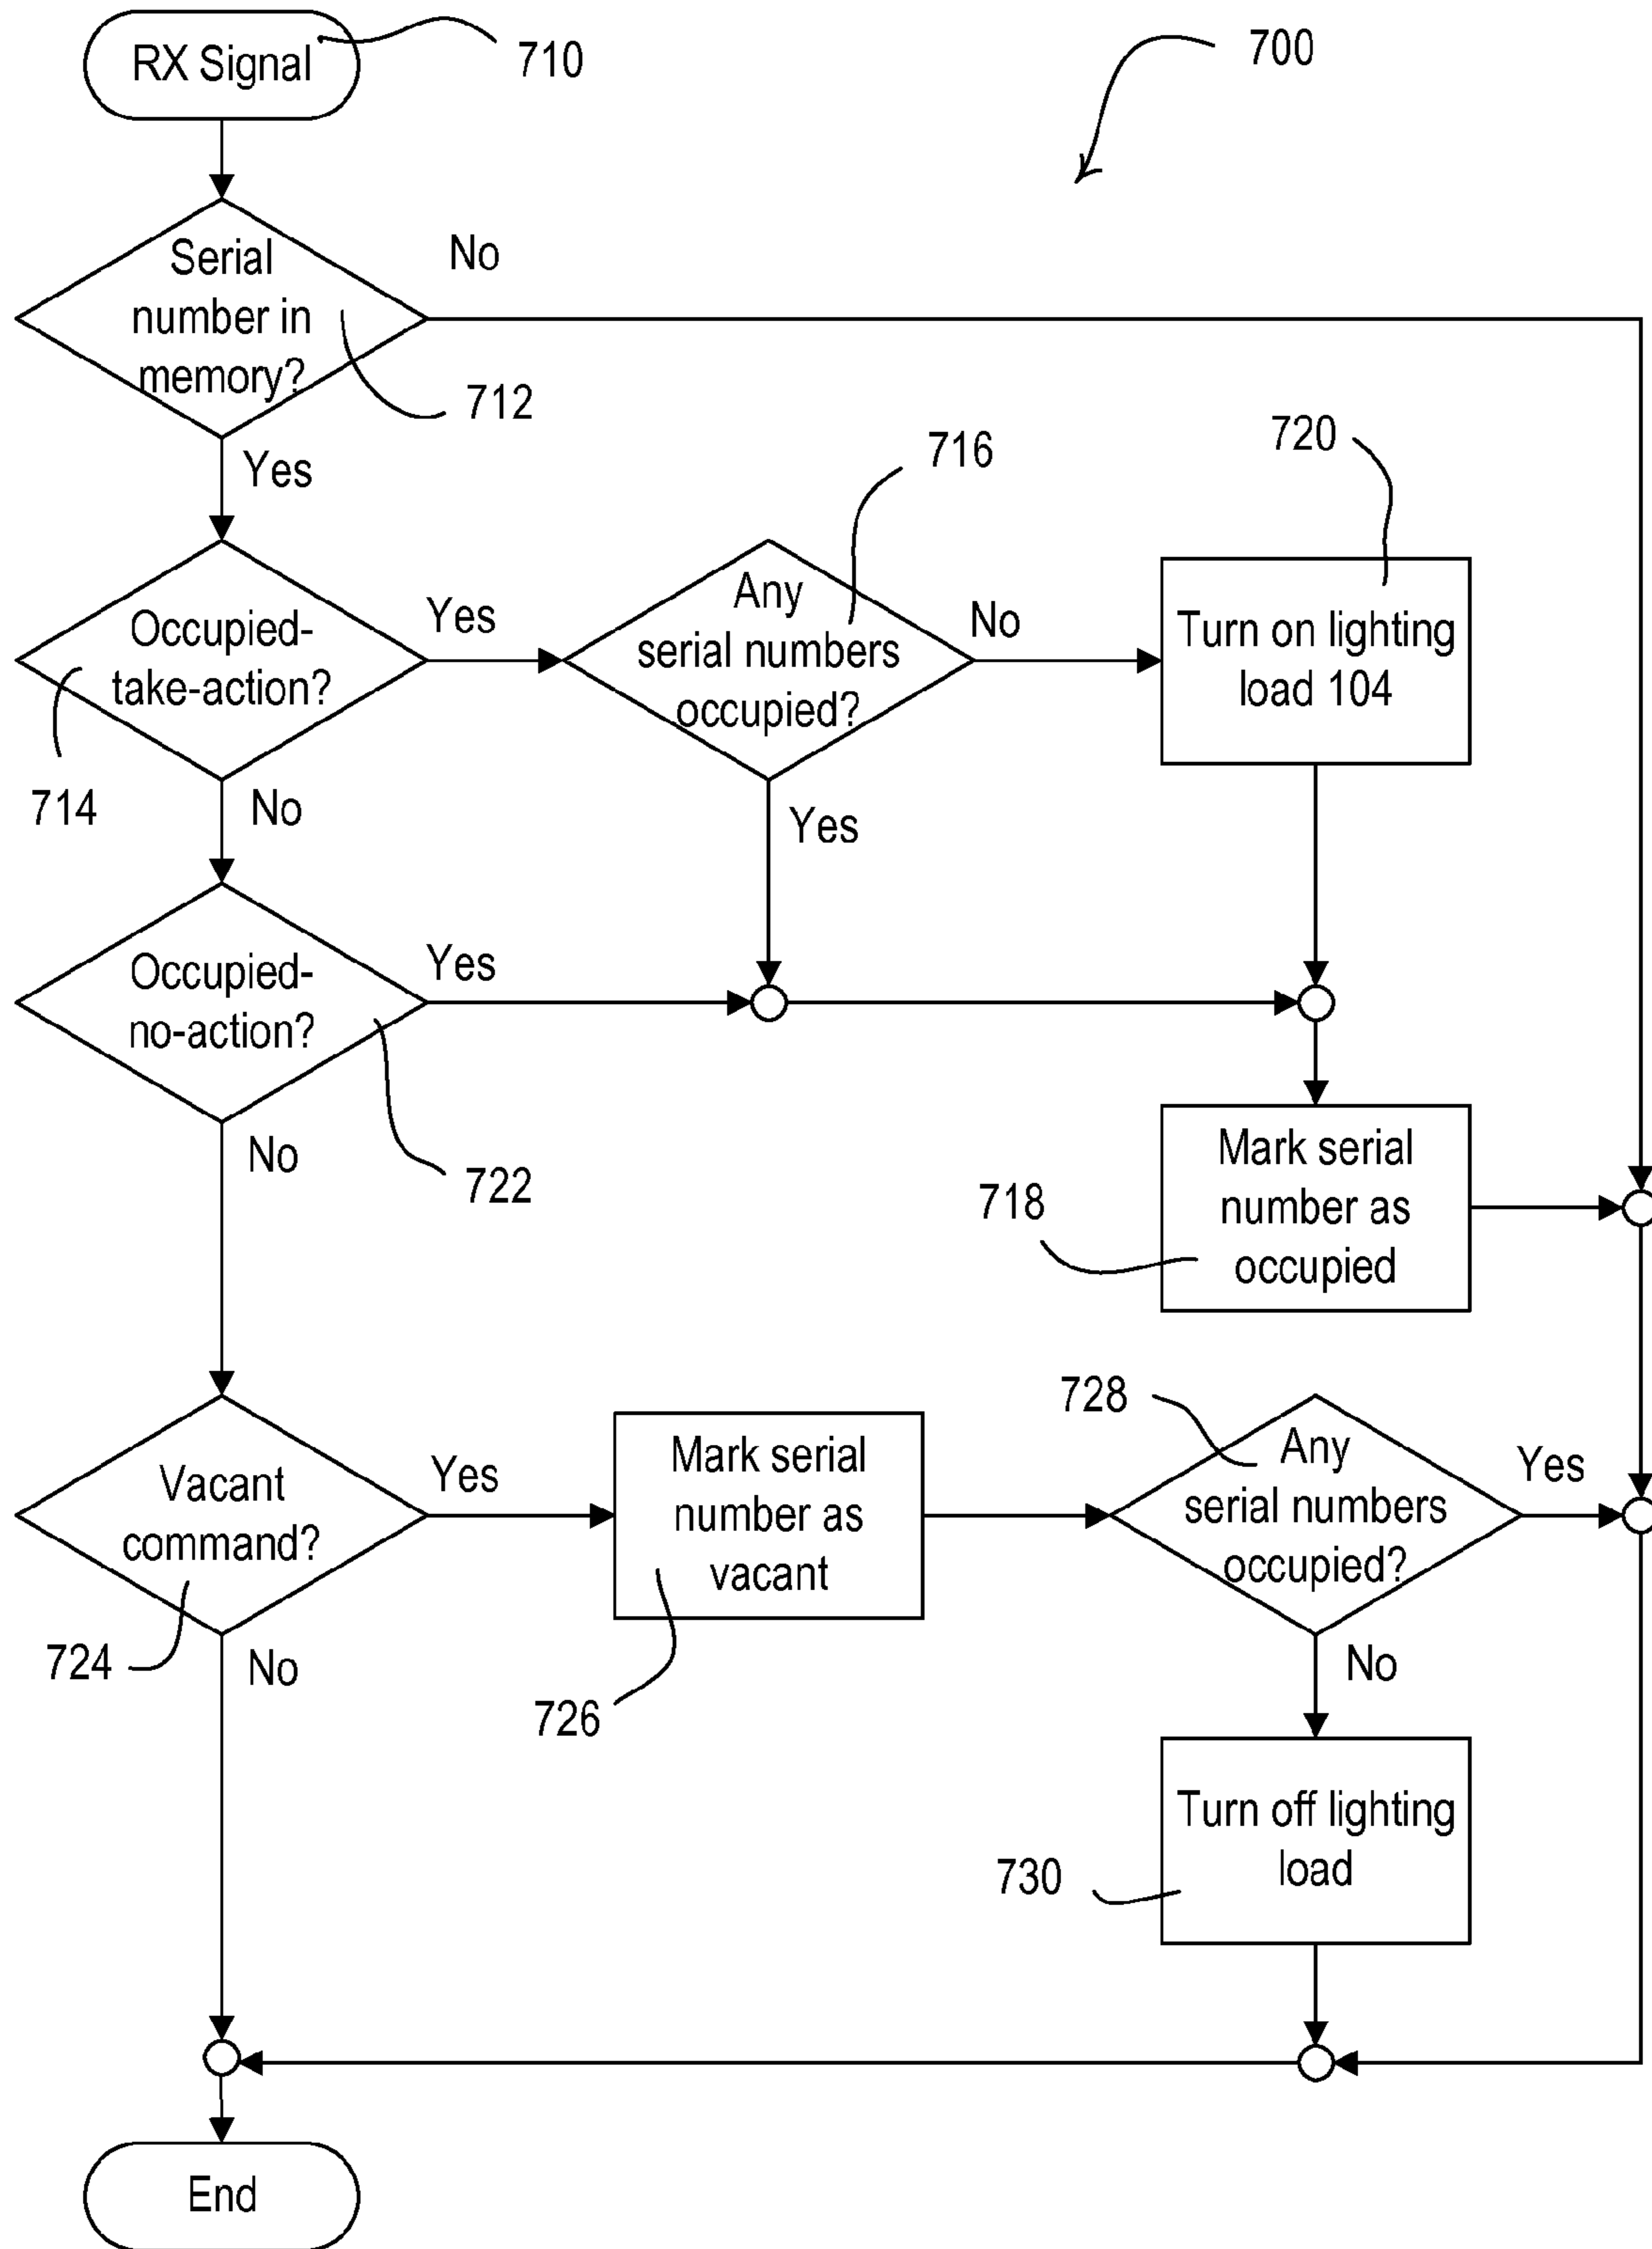 RX Signal
710
700
Serial
number in
memory?
No
712
Yes
716
720
Occupied-
take-action?
Yes
Any
serial numbers
occupied?
No
Turn on lighting
load 104
714
No
Yes
Occupied-
no-action?
Yes
No
722
718
Mark serial
number as
occupied
728
Vacant
command?
Yes
Mark serial
number as
vacant
Any
serial numbers
occupied?
Yes
724
No
726
No
Turn off lighting
load
730
End